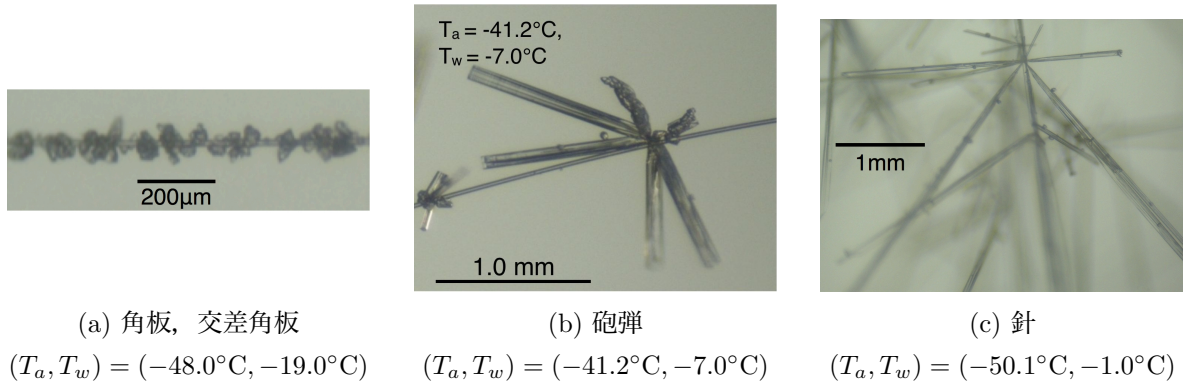 Tₐ = -41.2°C,
T_w = -7.0°C
200μm
1.0 mm
1mm
(a) 角板，交差角板
(Tₐ, T_w) = (−48.0°C, −19.0°C)
(b) 砲弾
(Tₐ, T_w) = (−41.2°C, −7.0°C)
(c) 針
(Tₐ, T_w) = (−50.1°C, −1.0°C)